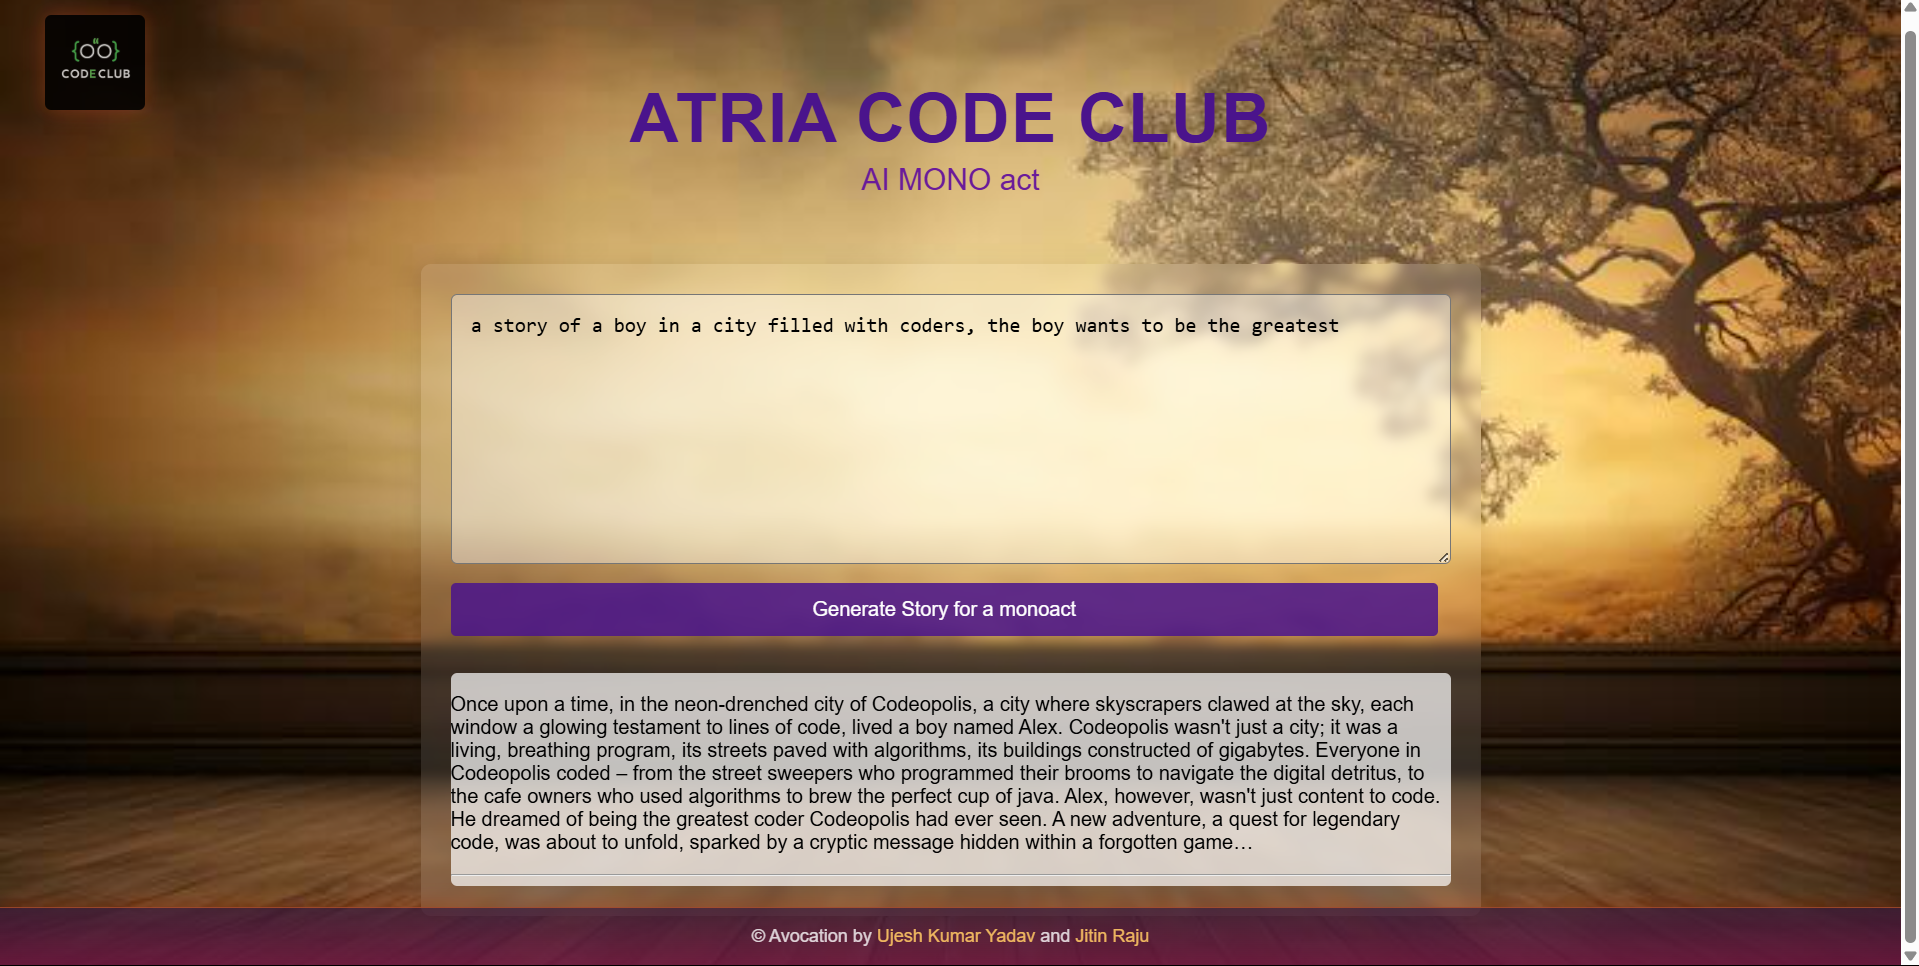 {oo}
CODECLUB
ATRIA CODE CLUB
AI MONO act
a story of a boy in a city filled with coders, the boy wants to be the greatest
Generate Story for a monoact
Once upon a time, in the neon-drenched city of Codeopolis, a city where skyscrapers clawed at the sky, each
window a glowing testament to lines of code, lived a boy named Alex. Codeopolis wasn't just a city; it was a
living, breathing program, its streets paved with algorithms, its buildings constructed of gigabytes. Everyone in
Codeopolis coded – from the street sweepers who programmed their brooms to navigate the digital detritus, to
the cafe owners who used algorithms to brew the perfect cup of java. Alex, however, wasn't just content to code.
He dreamed of being the greatest coder Codeopolis had ever seen. A new adventure, a quest for legendary
code, was about to unfold, sparked by a cryptic message hidden within a forgotten game…
© Avocation by Ujesh Kumar Yadav and Jitin Raju